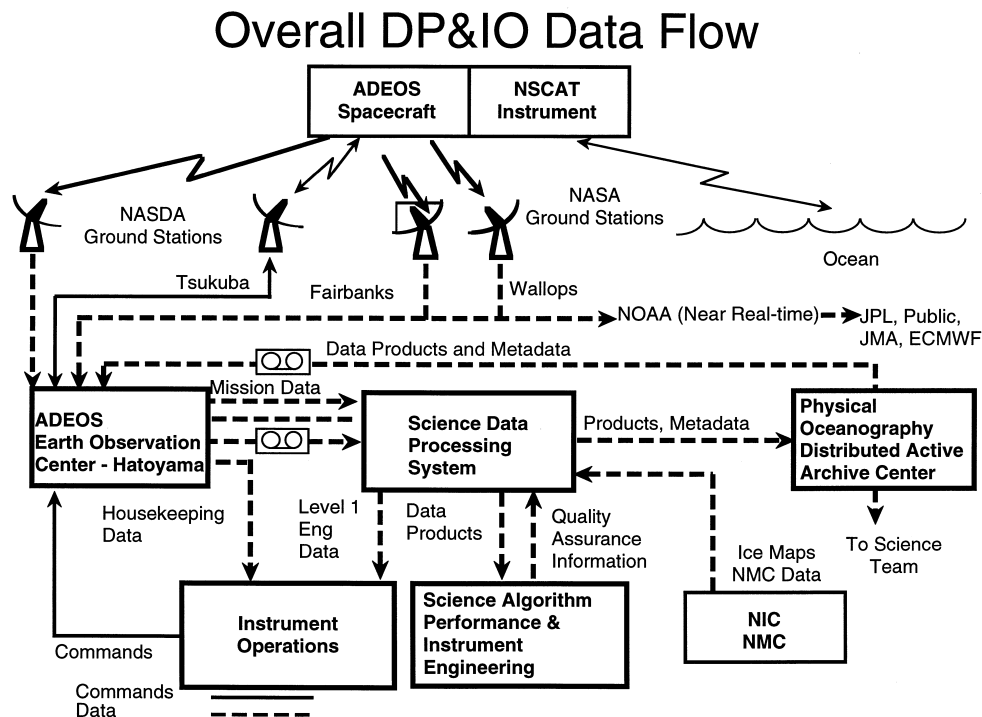 Overall DP&IO Data Flow
ADEOS
Spacecraft
NSCAT
Instrument
NASDA
Ground Stations
NASA
Ground Stations
Ocean
Tsukuba
Fairbanks
Wallops
NOAA (Near Real-time)
JPL, Public,
JMA, ECMWF
Data Products and Metadata
Mission Data
ADEOS
Earth Observation
Center - Hatoyama
Science Data
Processing
System
Products, Metadata
Physical
Oceanography
Distributed Active
Archive Center
Housekeeping
Data
Level 1
Eng
Data
Data
Products
Quality
Assurance
Information
Ice Maps
NMC Data
To Science
Team
Instrument
Operations
Science Algorithm
Performance &
Instrument
Engineering
NIC
NMC
Commands
Commands
Data